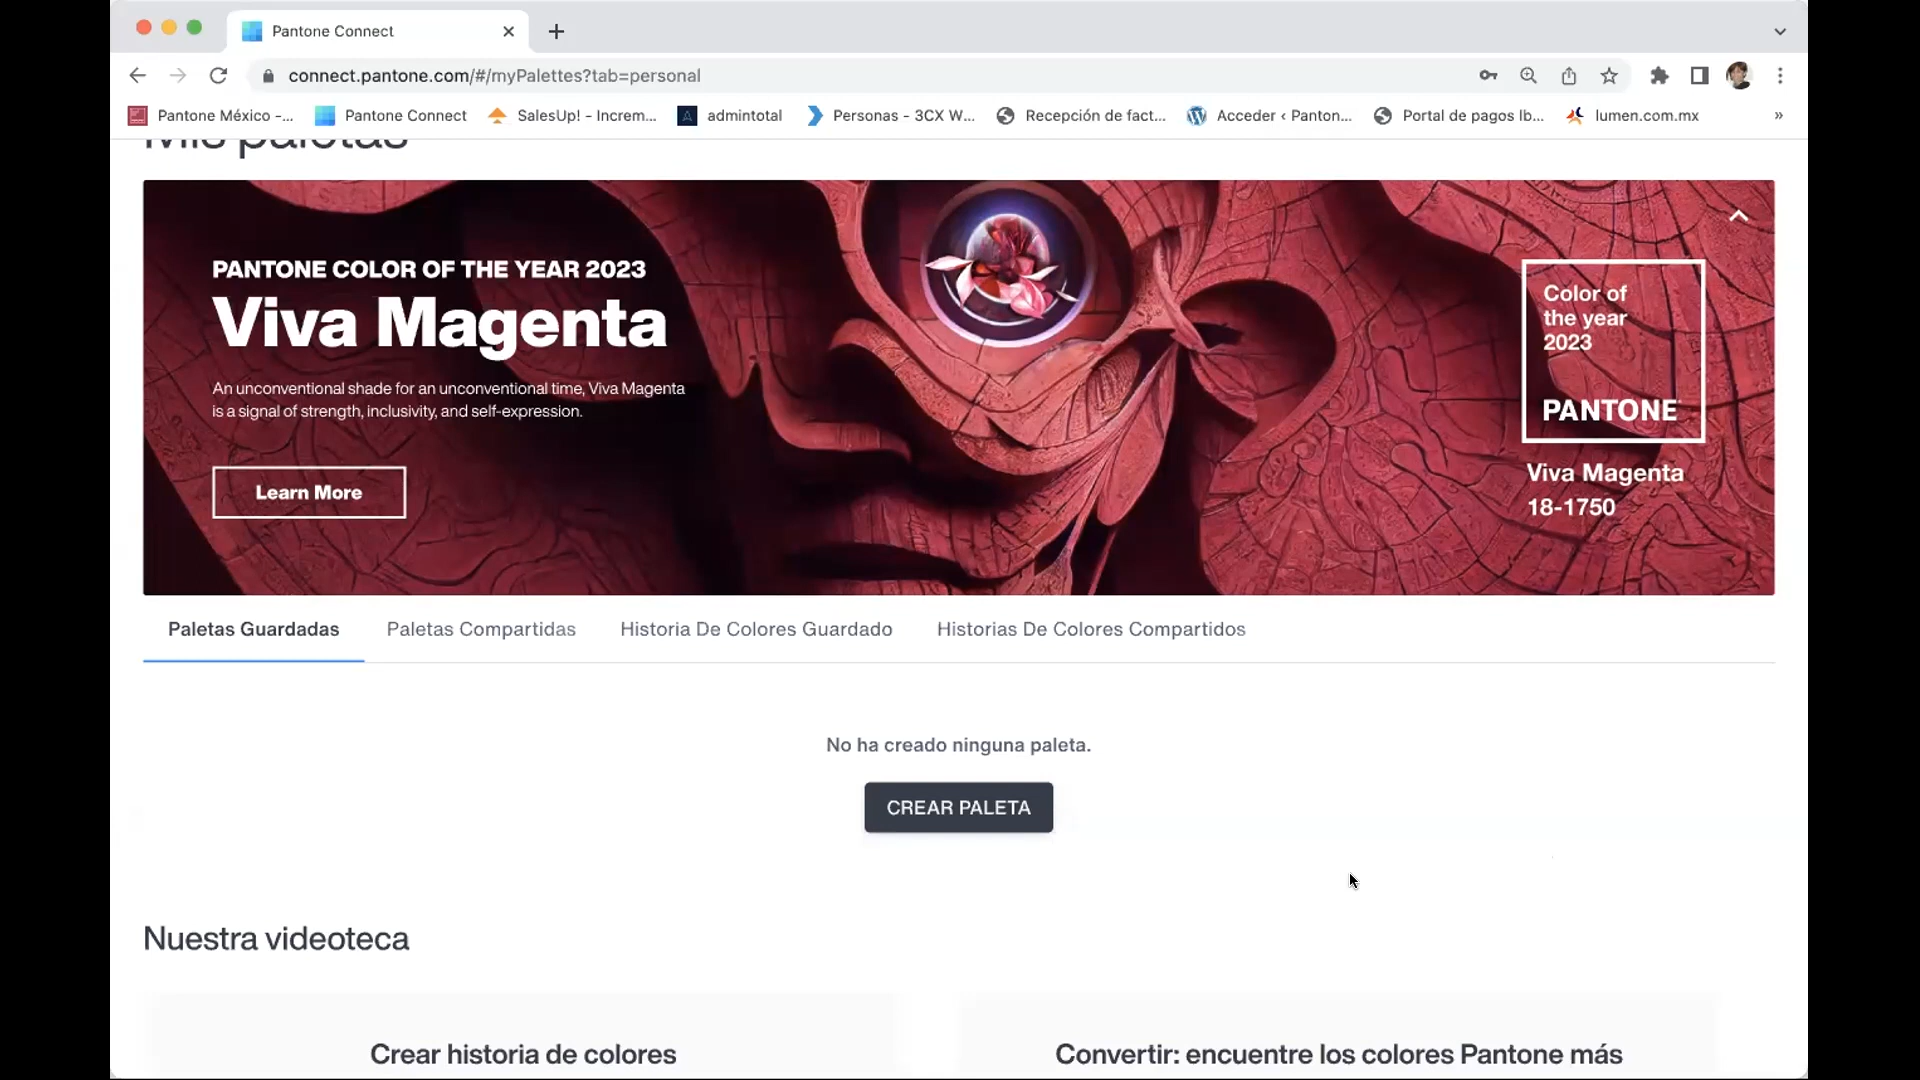 Pantone Connect
connect.pantone.com/#/myPalettes?tab=personal
Pantone México -...
Pantone Connect
SalesUp! - Increm...
admintotal
Personas - 3CX W...
Recepción de fact...
Acceder ‹ Panton...
Portal de pagos Ib...
lumen.com.mx
»
Mis paletas
PANTONE COLOR OF THE YEAR 2023
Viva Magenta
An unconventional shade for an unconventional time, Viva Magenta
is a signal of strength, inclusivity, and self-expression.
Learn More
Color of
the year
2023
PANTONE
Viva Magenta
18-1750
Paletas Guardadas
Paletas Compartidas
Historia De Colores Guardado
Historias De Colores Compartidos
No ha creado ninguna paleta.
CREAR PALETA
Nuestra videoteca
Crear historia de colores
Convertir: encuentre los colores Pantone más